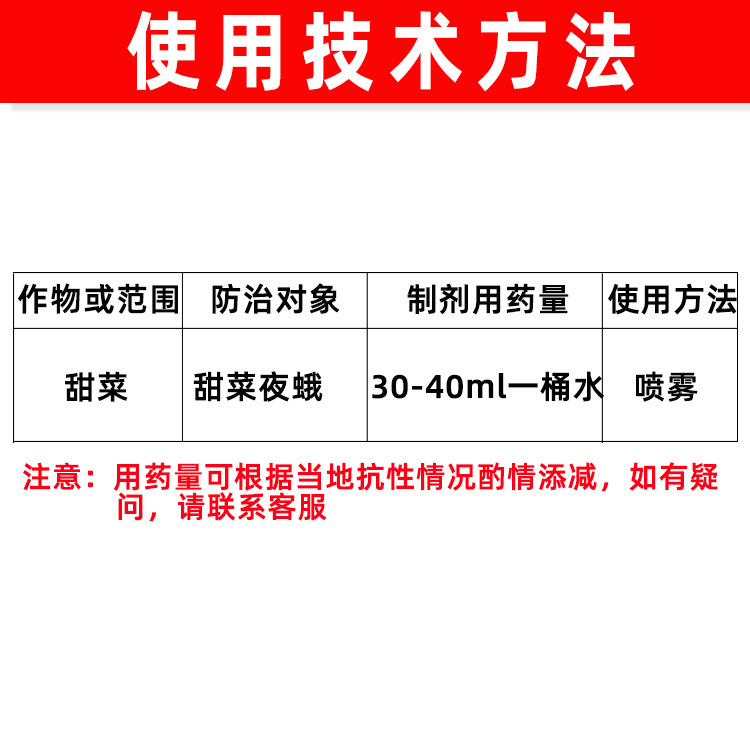 使用技术方法
作物或范围 防治对象 制剂用药量 使用方法
甜菜 甜菜夜蛾 30-40ml一桶水 喷雾
注意：用药量可根据当地抗性情况酌情添减，如有疑
问，请联系客服